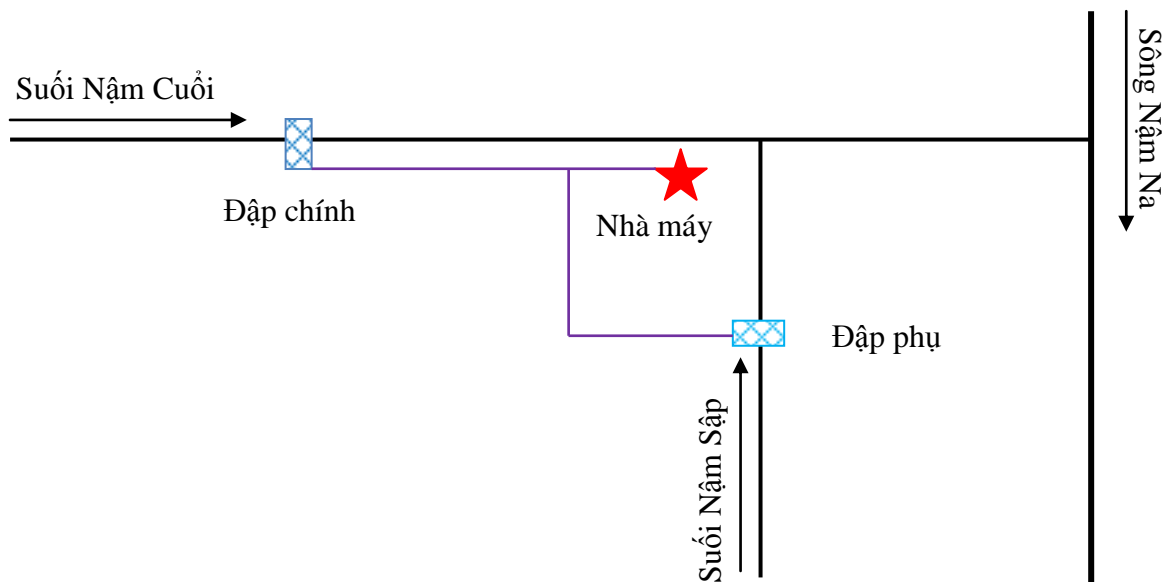 Suối Nậm Cuổi
Sông Nậm Na
Đập chính
Nhà máy
Đập phụ
Suối Nậm Sập